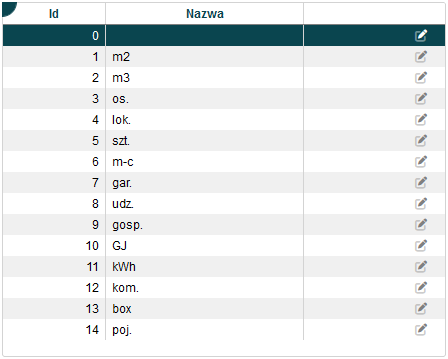 Id Nazwa
0
1 m2
2 m3
3 os.
4 lok.
5 szt.
6 m-c
7 gar.
8 udz.
9 gosp.
10 GJ
11 kWh
12 kom.
13 box
14 poj.